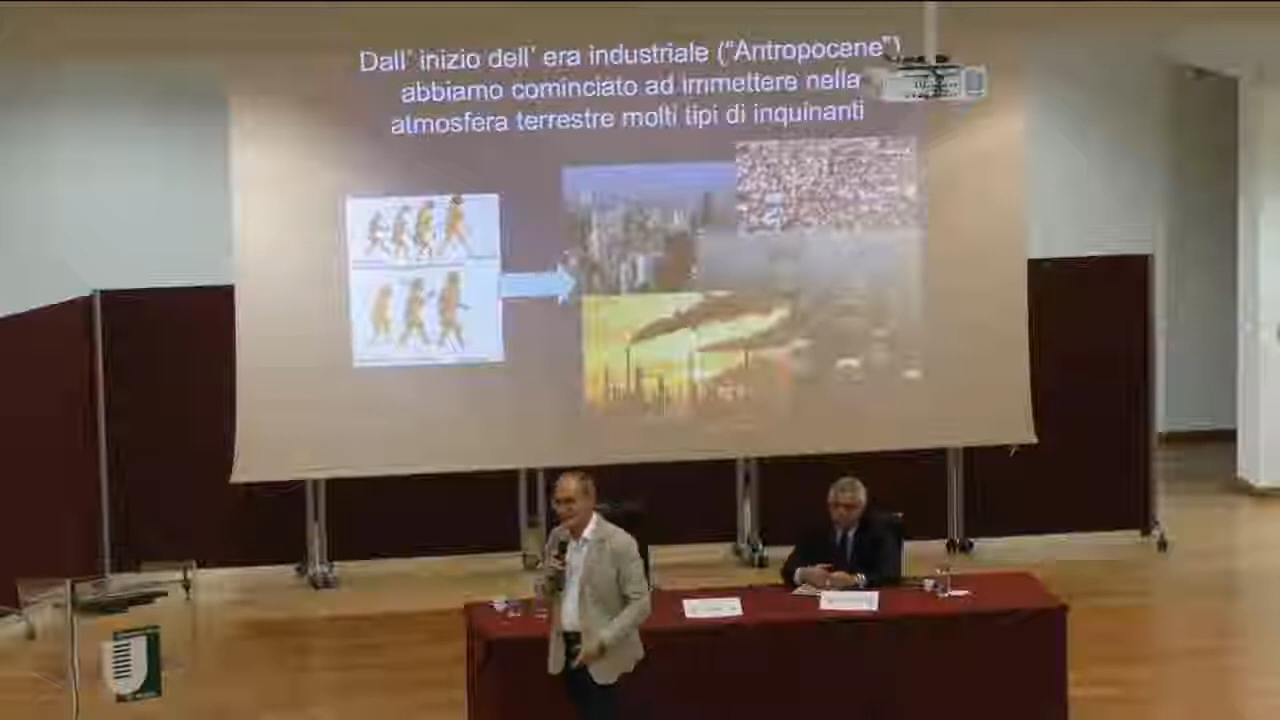 Dall' inizio dell' era industriale ("Antropocene")
abbiamo cominciato ad immettere nella
atmosfera terrestre molti tipi di inquinanti